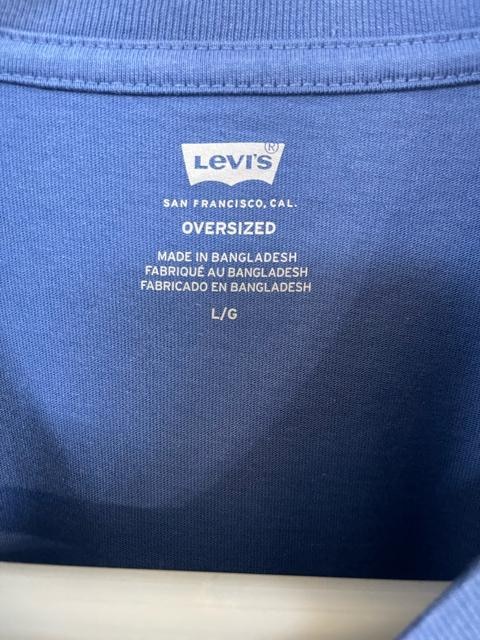 LEVI'S®
SAN FRANCISCO, CAL.
OVERSIZED
MADE IN BANGLADESH
FABRIQUÉ AU BANGLADESH
FABRICADO EN BANGLADESH
L/G